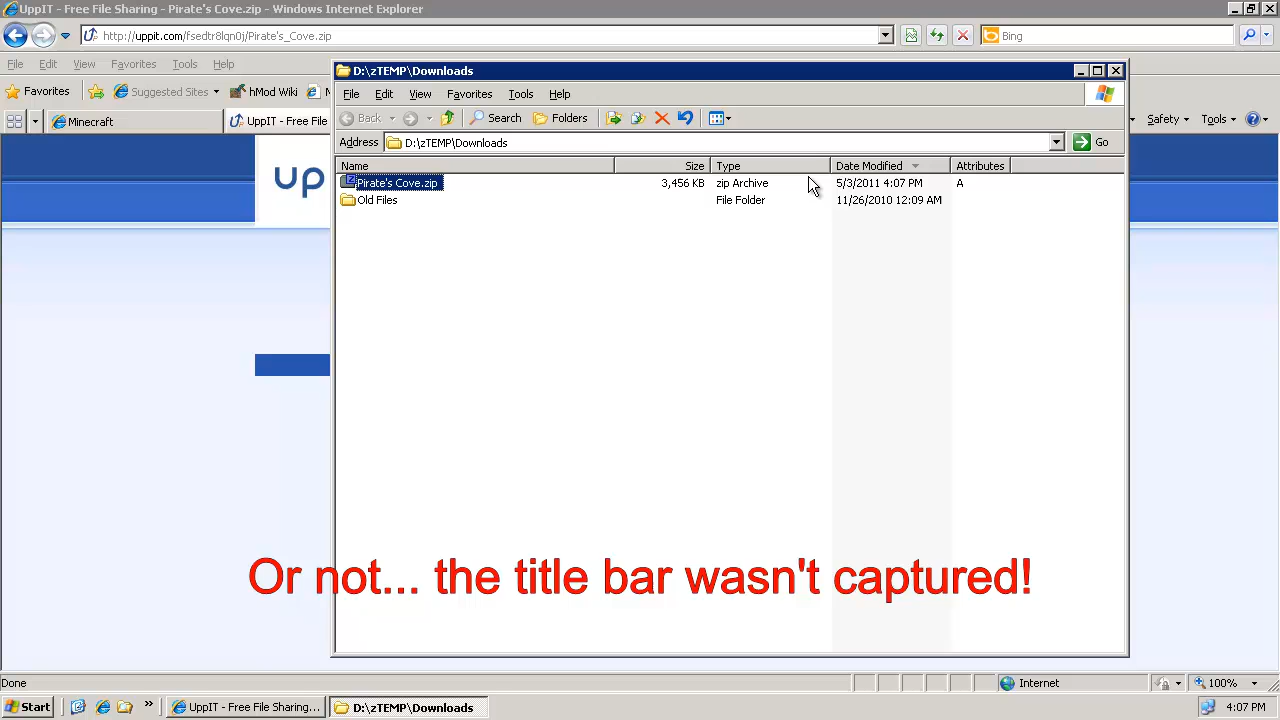 UppIT - Free File Sharing - Pirate's Cove.zip - Windows Internet Explorer
http://uppit.com/fsedtr8ljn0j/Pirate's_Cove.zip
Bing
File Edit View Favorites Tools Help
Favorites Suggested Sites hMod Wiki
Minecraft UppIT - Free File Safety Tools
up
D:\zTEMP\Downloads
File Edit View Favorites Tools Help
Back Search Folders
Address D:\zTEMP\Downloads Go
Name Size Type Date Modified Attributes
Pirate's Cove.zip 3,456 KB zip Archive 5/3/2011 4:07 PM A
Old Files File Folder 11/26/2010 12:09 AM
Or not... the title bar wasn't captured!
Done Internet 100%
Start » UppIT - Free File Sharing... D:\zTEMP\Downloads 4:07 PM